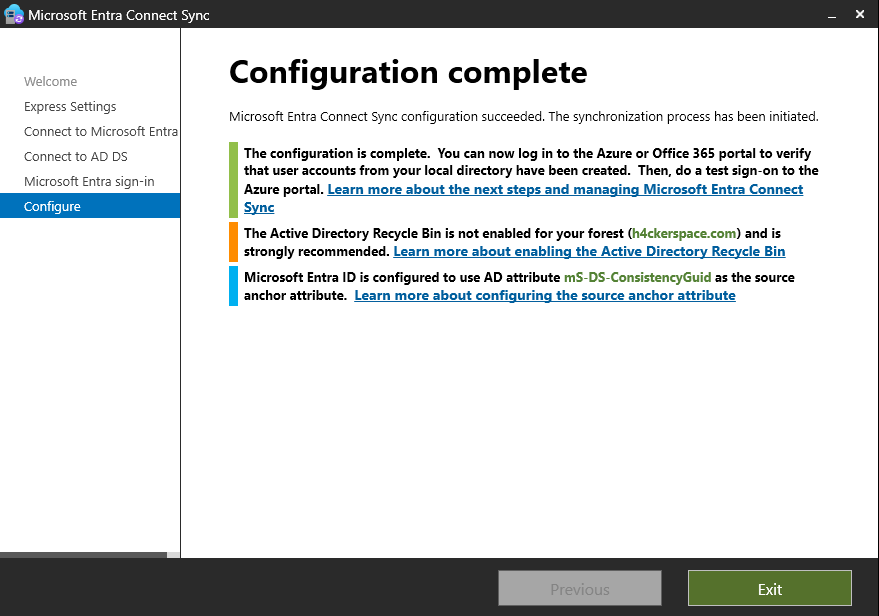 Microsoft Entra Connect Sync
Welcome
Express Settings
Connect to Microsoft Entra
Connect to AD DS
Microsoft Entra sign-in
Configure
Configuration complete
Microsoft Entra Connect Sync configuration succeeded. The synchronization process has been initiated.
The configuration is complete.  You can now log in to the Azure or Office 365 portal to verify
that user accounts from your local directory have been created.  Then, do a test sign-on to the
Azure portal. Learn more about the next steps and managing Microsoft Entra Connect
Sync
The Active Directory Recycle Bin is not enabled for your forest (h4ckerspace.com) and is
strongly recommended. Learn more about enabling the Active Directory Recycle Bin
Microsoft Entra ID is configured to use AD attribute mS-DS-ConsistencyGuid as the source
anchor attribute.  Learn more about configuring the source anchor attribute
Previous
Exit